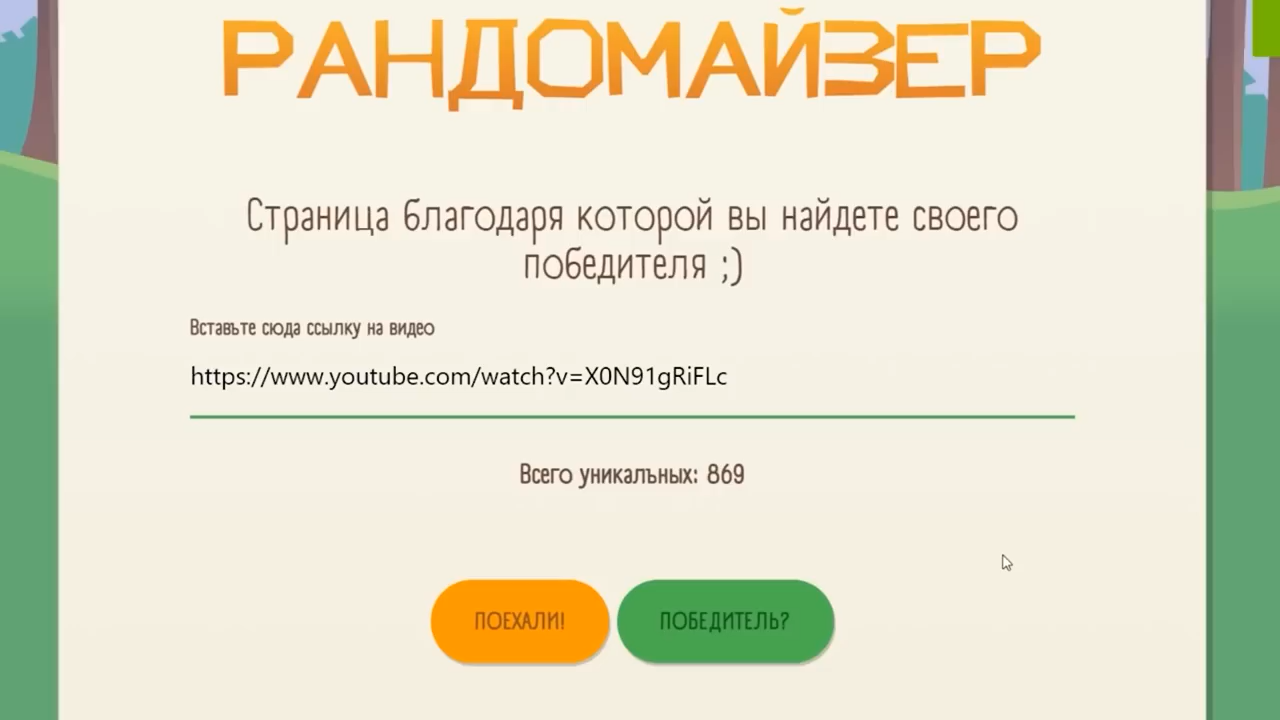 РАНДОМАЙЗЕР
Страница благодаря которой вы найдете своего
победителя ;)
Вставьте сюда ссылку на видео
https://www.youtube.com/watch?v=X0N91gRiFLc
Всего уникальных: 869
ПОЕХАЛИ!
ПОБЕДИТЕЛЬ?